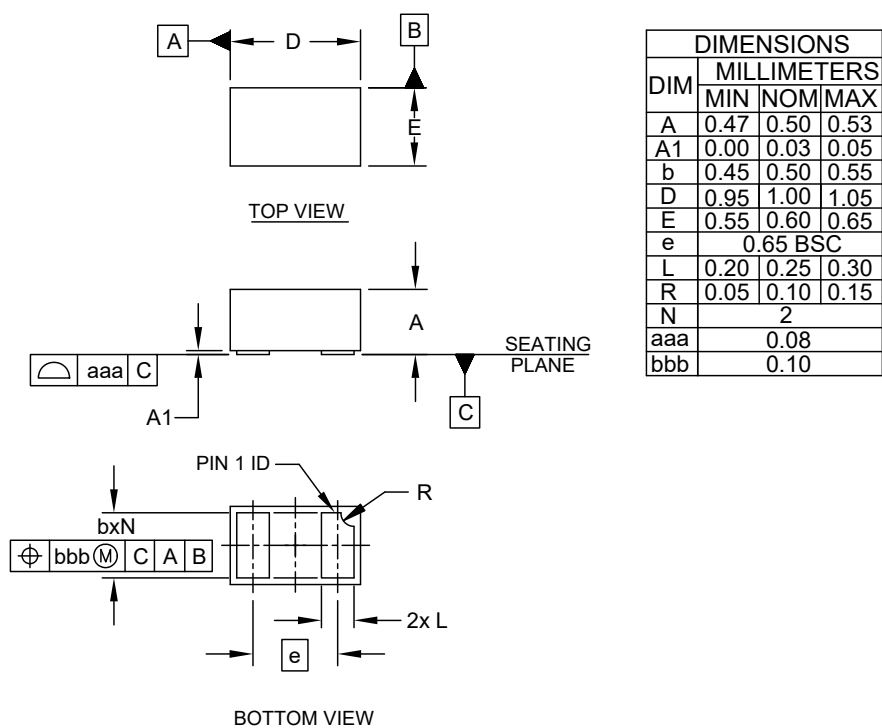 A
D
B
E
TOP VIEW
A
SEATING
PLANE
⌓ aaa C
A1
C
PIN 1 ID
R
bxN
⌖ bbb Ⓜ C A B
2x L
e
BOTTOM VIEW
DIMENSIONS
DIM MILLIMETERS
MIN NOM MAX
A 0.47 0.50 0.53
A1 0.00 0.03 0.05
b 0.45 0.50 0.55
D 0.95 1.00 1.05
E 0.55 0.60 0.65
e 0.65 BSC
L 0.20 0.25 0.30
R 0.05 0.10 0.15
N 2
aaa 0.08
bbb 0.10